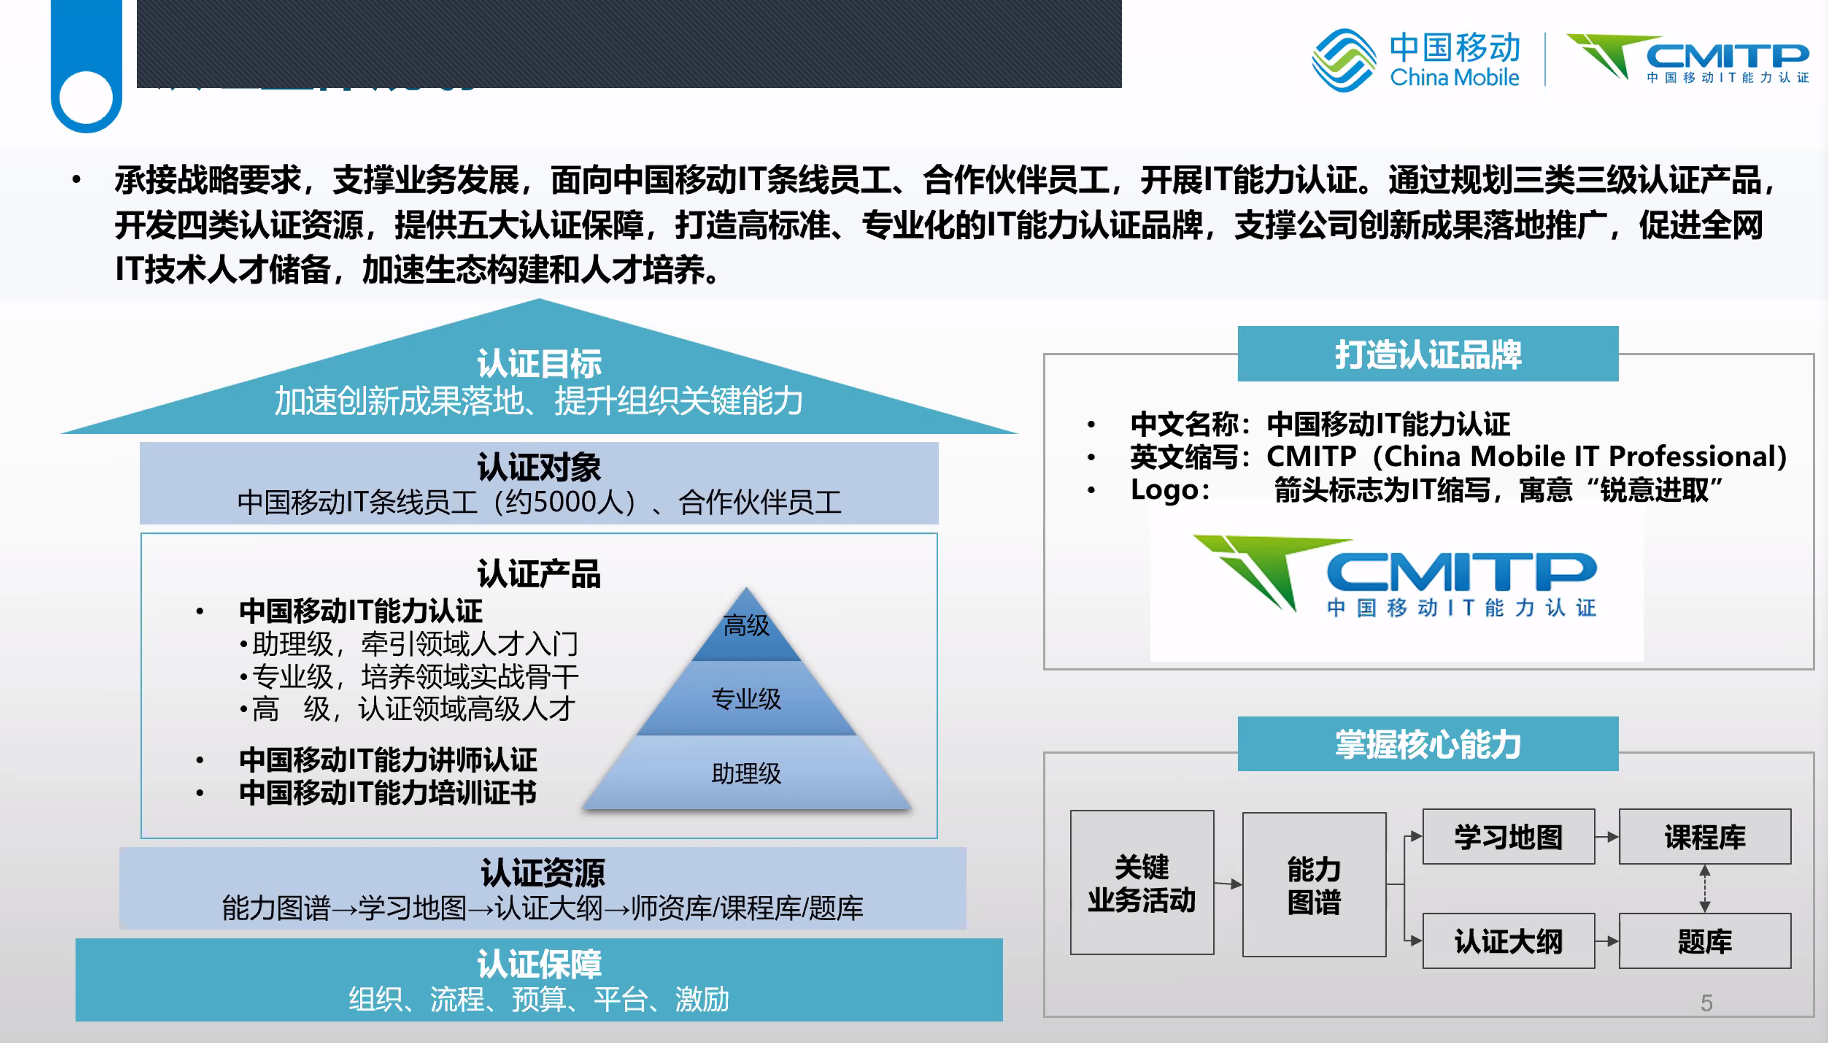 中国移动
China Mobile
CMITP
中国移动IT能力认证
• 承接战略要求，支撑业务发展，面向中国移动IT条线员工、合作伙伴员工，开展IT能力认证。通过规划三类三级认证产品，
开发四类认证资源，提供五大认证保障，打造高标准、专业化的IT能力认证品牌，支撑公司创新成果落地推广，促进全网
IT技术人才储备，加速生态构建和人才培养。
认证目标
加速创新成果落地、提升组织关键能力
认证对象
中国移动IT条线员工（约5000人）、合作伙伴员工
认证产品
• 中国移动IT能力认证
•助理级，牵引领域人才入门
•专业级，培养领域实战骨干
•高 级，认证领域高级人才
• 中国移动IT能力讲师认证
• 中国移动IT能力培训证书
高级
专业级
助理级
认证资源
能力图谱→学习地图→认证大纲→师资库/课程库/题库
认证保障
组织、流程、预算、平台、激励
打造认证品牌
• 中文名称：中国移动IT能力认证
• 英文缩写：CMITP（China Mobile IT Professional）
• Logo： 箭头标志为IT缩写，寓意“锐意进取”
CMITP
中国移动IT能力认证
掌握核心能力
关键
业务活动
能力
图谱
学习地图
课程库
认证大纲
题库
5